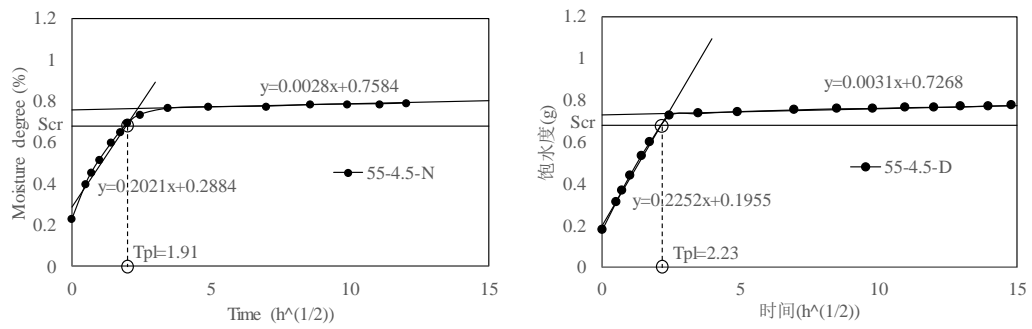 1.2
1
0.8
Scr
0.6
0.4
0.2
0
Moisture degree (%)
y=0.0028x+0.7584
55-4.5-N
y=0.2021x+0.2884
Tpl=1.91
0 5 10 15
Time (h^(1/2))
1.2
1
0.8
Scr
0.6
0.4
0.2
0
饱水度(g)
y=0.0031x+0.7268
55-4.5-D
y=0.2252x+0.1955
Tpl=2.23
0 5 10 15
时间(h^(1/2))